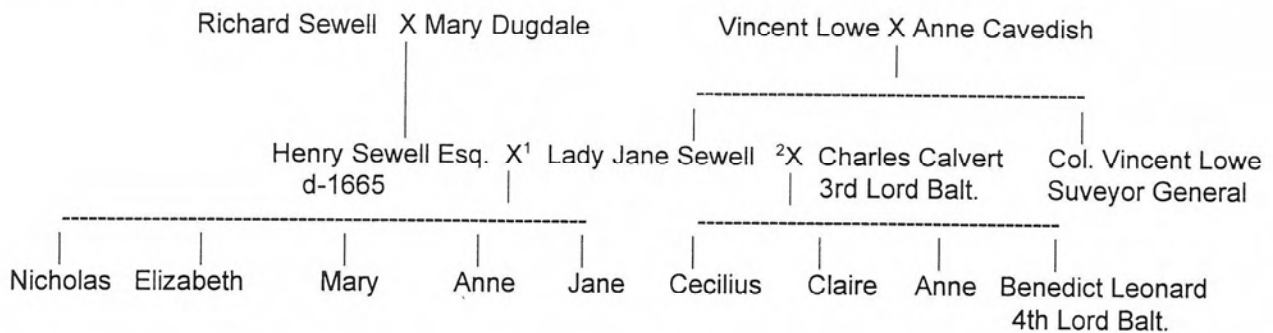 Richard Sewell X Mary Dugdale Vincent Lowe X Anne Cavedish
Henry Sewell Esq. X¹ Lady Jane Sewell ²X Charles Calvert Col. Vincent Lowe
d-1665 3rd Lord Balt. Suveyor General
Nicholas Elizabeth Mary Anne Jane Cecilius Claire Anne Benedict Leonard
4th Lord Balt.